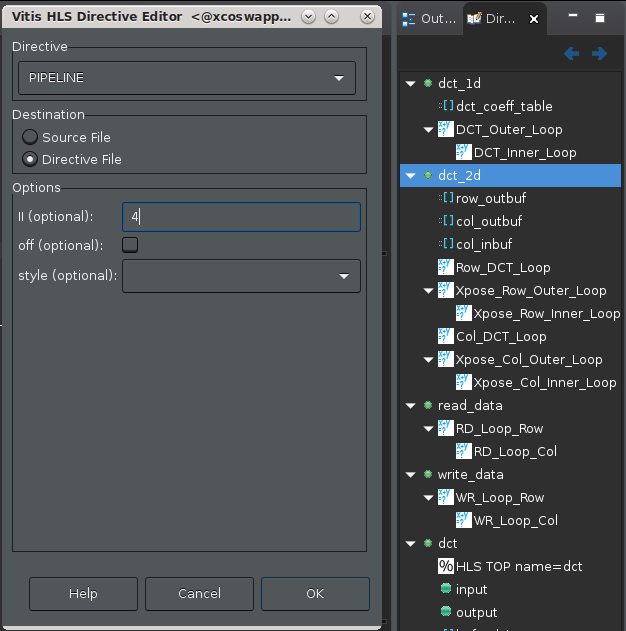 Vitis HLS Directive Editor <@xcoswapp...
Directive
PIPELINE
Destination
Source File
Directive File
Options
II (optional):
4
off (optional):
style (optional):
Help
Cancel
OK
Out...
Dir...
dct_1d
dct_coeff_table
DCT_Outer_Loop
DCT_Inner_Loop
dct_2d
row_outbuf
col_outbuf
col_inbuf
Row_DCT_Loop
Xpose_Row_Outer_Loop
Xpose_Row_Inner_Loop
Col_DCT_Loop
Xpose_Col_Outer_Loop
Xpose_Col_Inner_Loop
read_data
RD_Loop_Row
RD_Loop_Col
write_data
WR_Loop_Row
WR_Loop_Col
dct
% HLS TOP name=dct
input
output